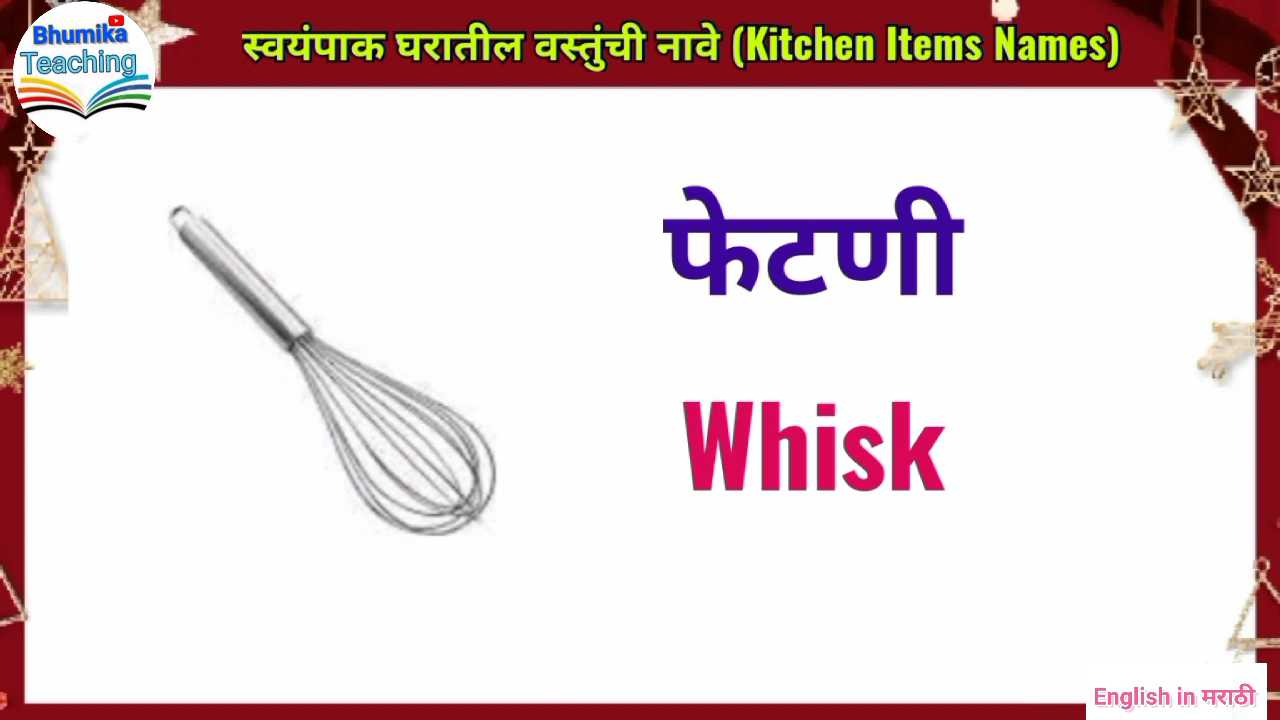 Bhumika
Teaching
स्वयंपाक घरातील वस्तुंची नावे (Kitchen Items Names)
फेटणी
Whisk
English in मराठी